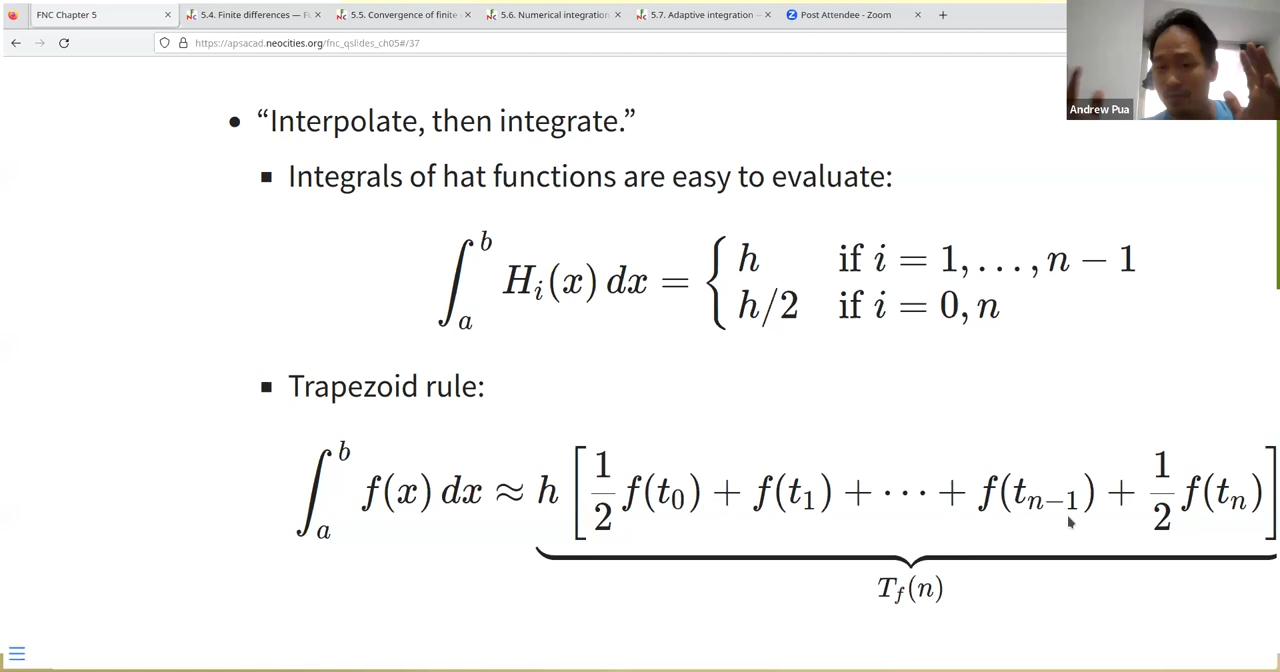 FNC Chapter 5
5.4. Finite differences —
5.5. Convergence of finite
5.6. Numerical integration
5.7. Adaptive integration —
Post Attendee - Zoom
https://apsacad.neocities.org/fnc_qslides_ch05#/37
Andrew Pua
• “Interpolate, then integrate.”
▪ Integrals of hat functions are easy to evaluate:
∫_a^b H_i(x) dx = { h if i = 1, . . . , n − 1
h/2 if i = 0, n
▪ Trapezoid rule:
∫_a^b f(x) dx ≈ h [ 1/2 f(t_0) + f(t_1) + ⋯ + f(t_{n−1}) + 1/2 f(t_n) ]
T_f(n)